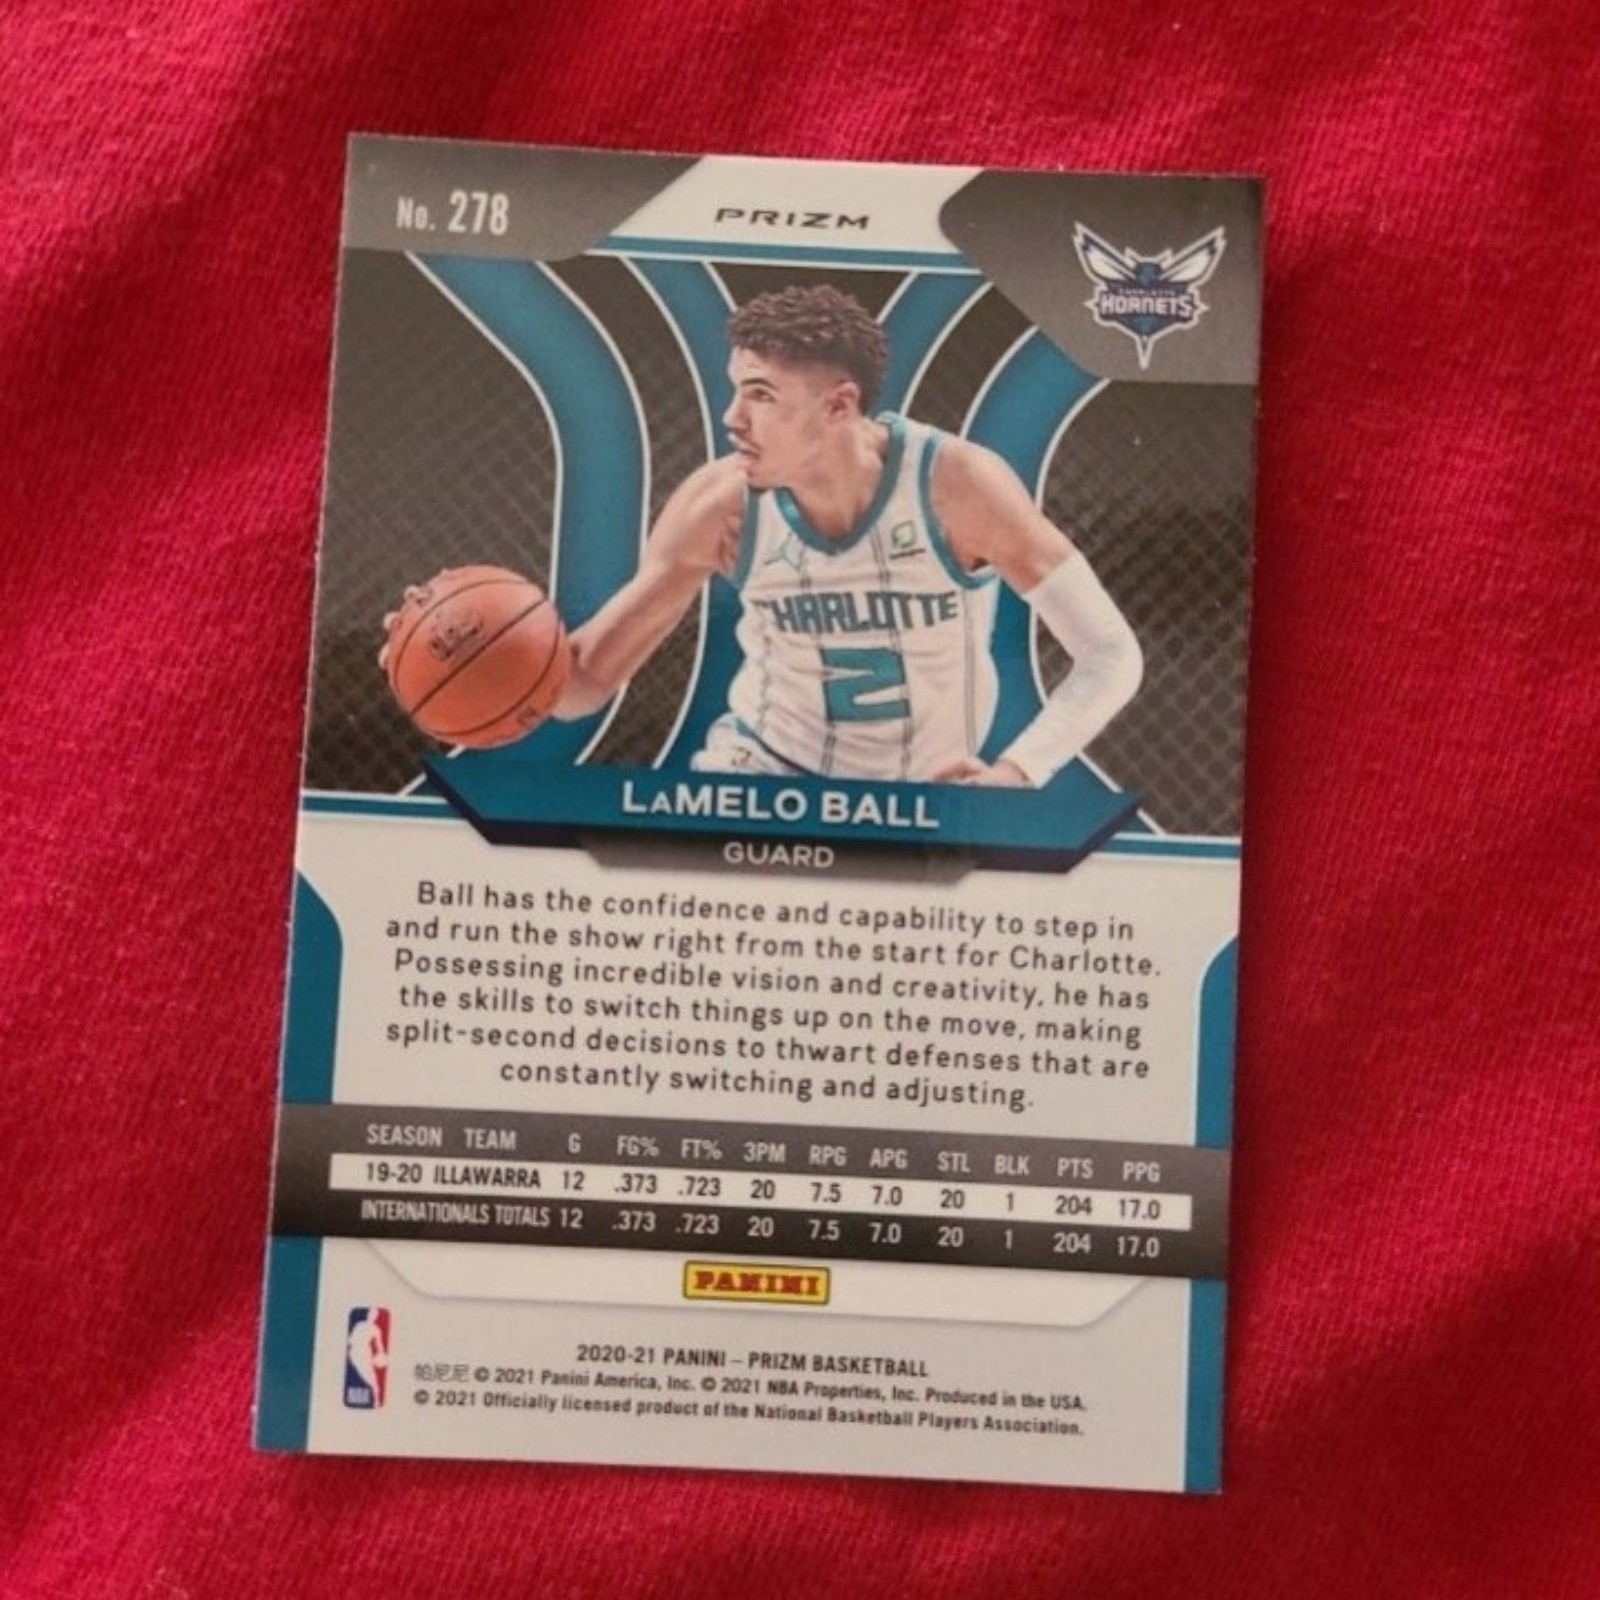 No. 278
PRIZM
CHARLOTTE
HORNETS
CHARLOTTE
2
LaMELO BALL
GUARD
Ball has the confidence and capability to step in
and run the show right from the start for Charlotte.
Possessing incredible vision and creativity, he has
the skills to switch things up on the move, making
split-second decisions to thwart defenses that are
constantly switching and adjusting.
SEASON TEAM G FG% FT% 3PM RPG APG STL BLK PTS PPG
19-20 ILLAWARRA 12 .373 .723 20 7.5 7.0 20 1 204 17.0
INTERNATIONALS TOTALS 12 .373 .723 20 7.5 7.0 20 1 204 17.0
PANINI
NBA
2020-21 PANINI – PRIZM BASKETBALL
帕尼尼 © 2021 Panini America, Inc. © 2021 NBA Properties, Inc. Produced in the USA.
© 2021 Officially licensed product of the National Basketball Players Association.